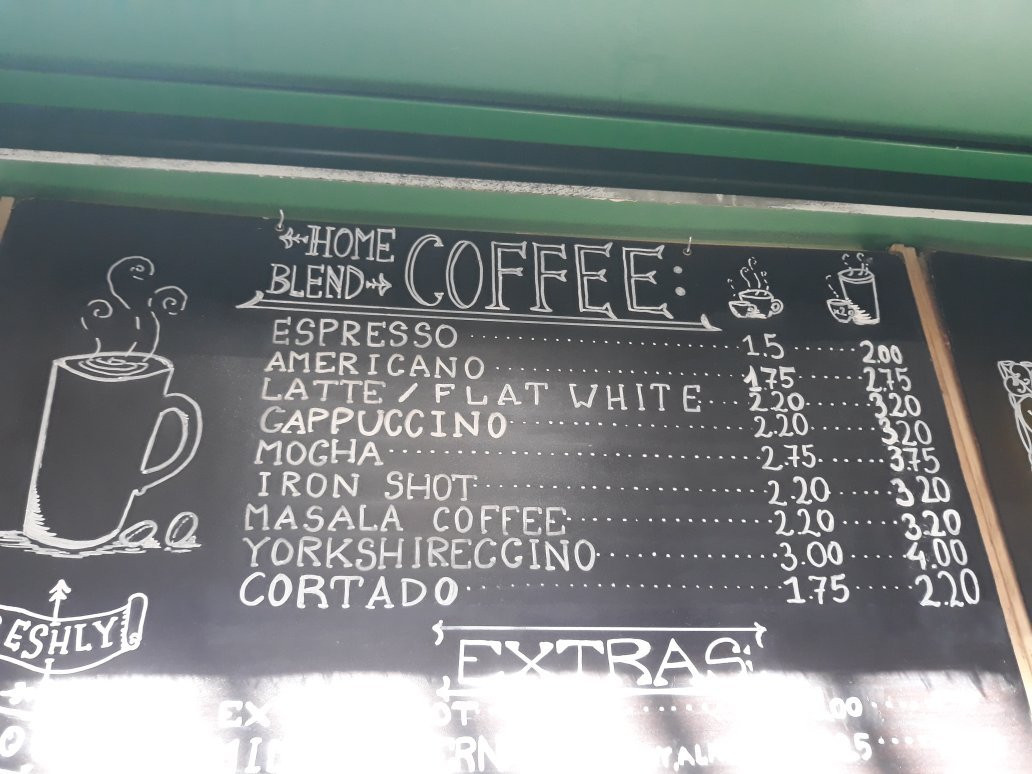 HOME BLEND COFFEE:
ESPRESSO 1.5 2.00
AMERICANO 1.75 2.75
LATTE / FLAT WHITE 2.20 3.20
CAPPUCCINO 2.20 3.20
MOCHA 2.75 3.75
IRON SHOT 2.20 3.20
MASALA COFFEE 2.20 3.20
YORKSHIRECCINO 3.00 4.00
CORTADO 1.75 2.20
ESHLY
EXTRAS: